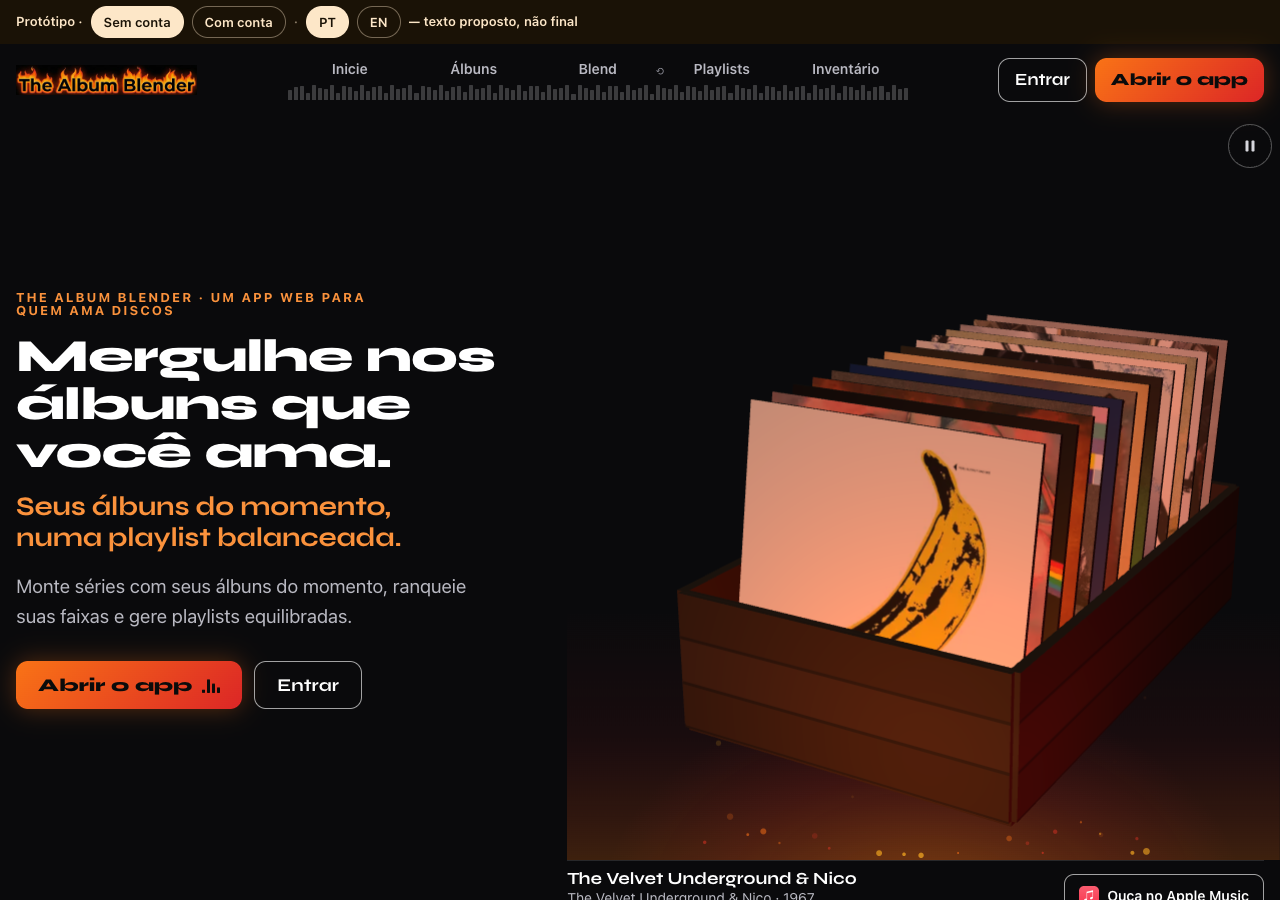 Protótipo · Sem conta Com conta · PT EN — texto proposto, não final
The Album Blender Inicie Álbuns Blend Playlists Inventário Entrar Abrir o app
THE ALBUM BLENDER · UM APP WEB PARA
QUEM AMA DISCOS
Mergulhe nos
álbuns que
você ama.
Seus álbuns do momento,
numa playlist balanceada.
Monte séries com seus álbuns do momento, ranqueie
suas faixas e gere playlists equilibradas.
Abrir o app Entrar
The Velvet Underground & Nico
The Velvet Underground & Nico · 1967
Ouça no Apple Music